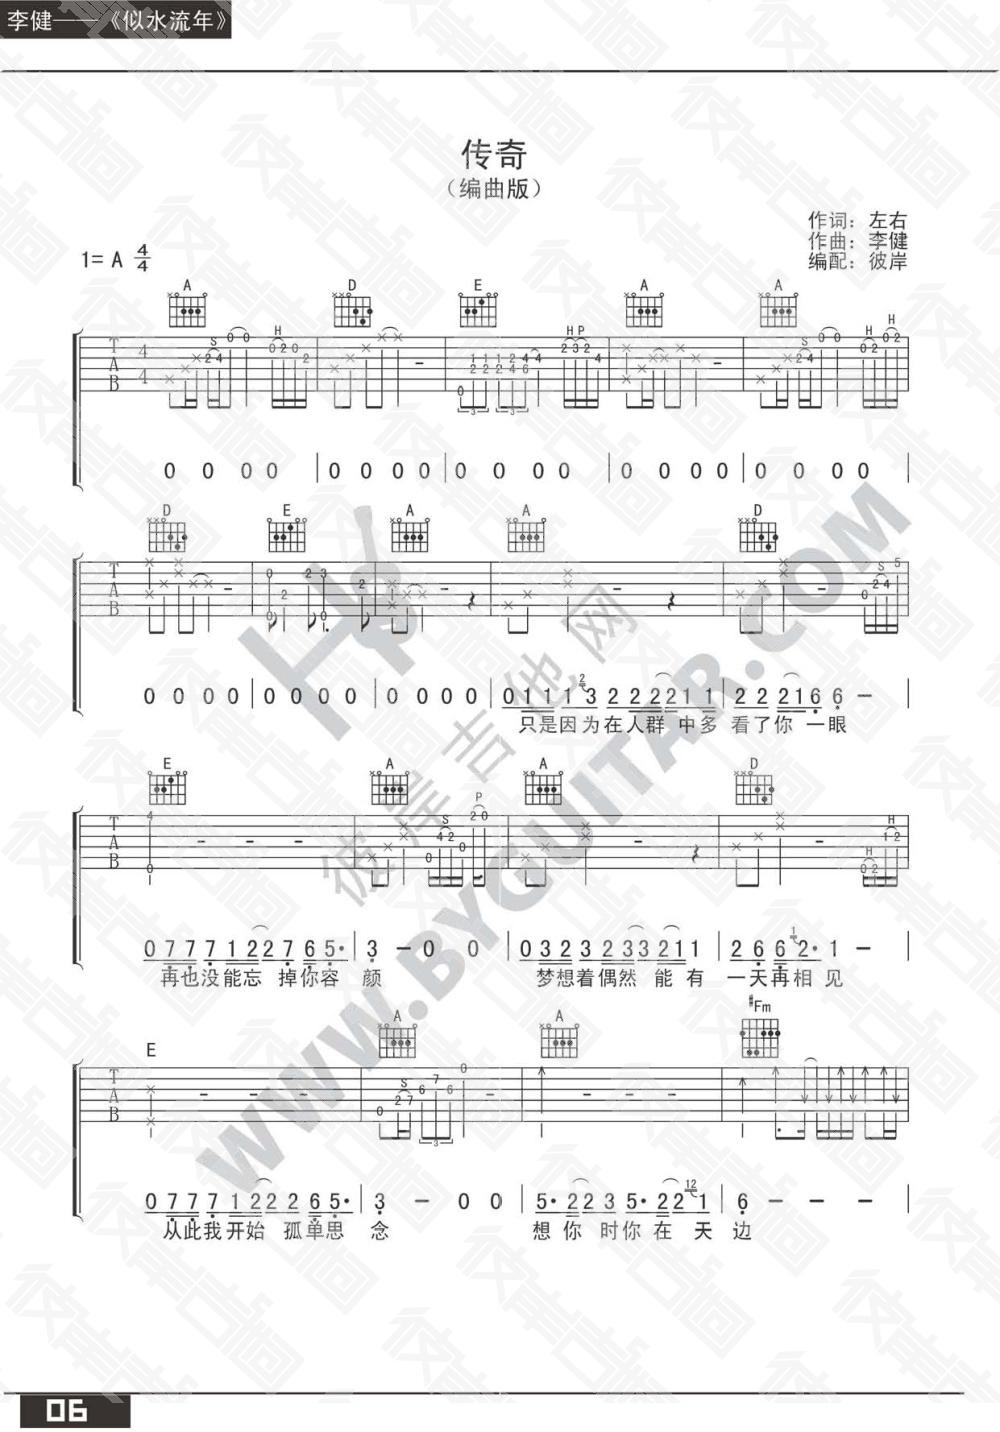 李健——《似水流年》
传奇
（编曲版）
作词：左右
作曲：李健
编配：彼岸
1= A 4/4
A D E A A
0 0 0 0 | 0 0 0 0 | 0 0 0 0 | 0 0 0 0 | 0 0 0 0 |
D E A A D
0 0 0 0 | 0 0 0 0 | 0 0 0 0 | 0 1 1 1 3 2 2 2 2 1 1 1 | 2 2 2 1 6 6 — |
只是因为在人群 中多 看了你 一眼
E A A D
0 7 7 7 1 2 2 7 6 5· | 3 — 0 0 | 0 3 2 3 2 3 3 2 1 1 | 2 6 6 2· 1 — |
再也没能忘 掉你容 颜 梦想着偶然 能有 一天再相 见
E A A #Fm
0 7 7 7 1 2 2 2 6 5· | 3 — 0 0 | 5· 2 2 3 5· 2 2 1 | 6 — — — |
从此我开始 孤单思 念 想你 时你在 天 边
彼岸吉他网
WWW.BYGUITAR.COM
06